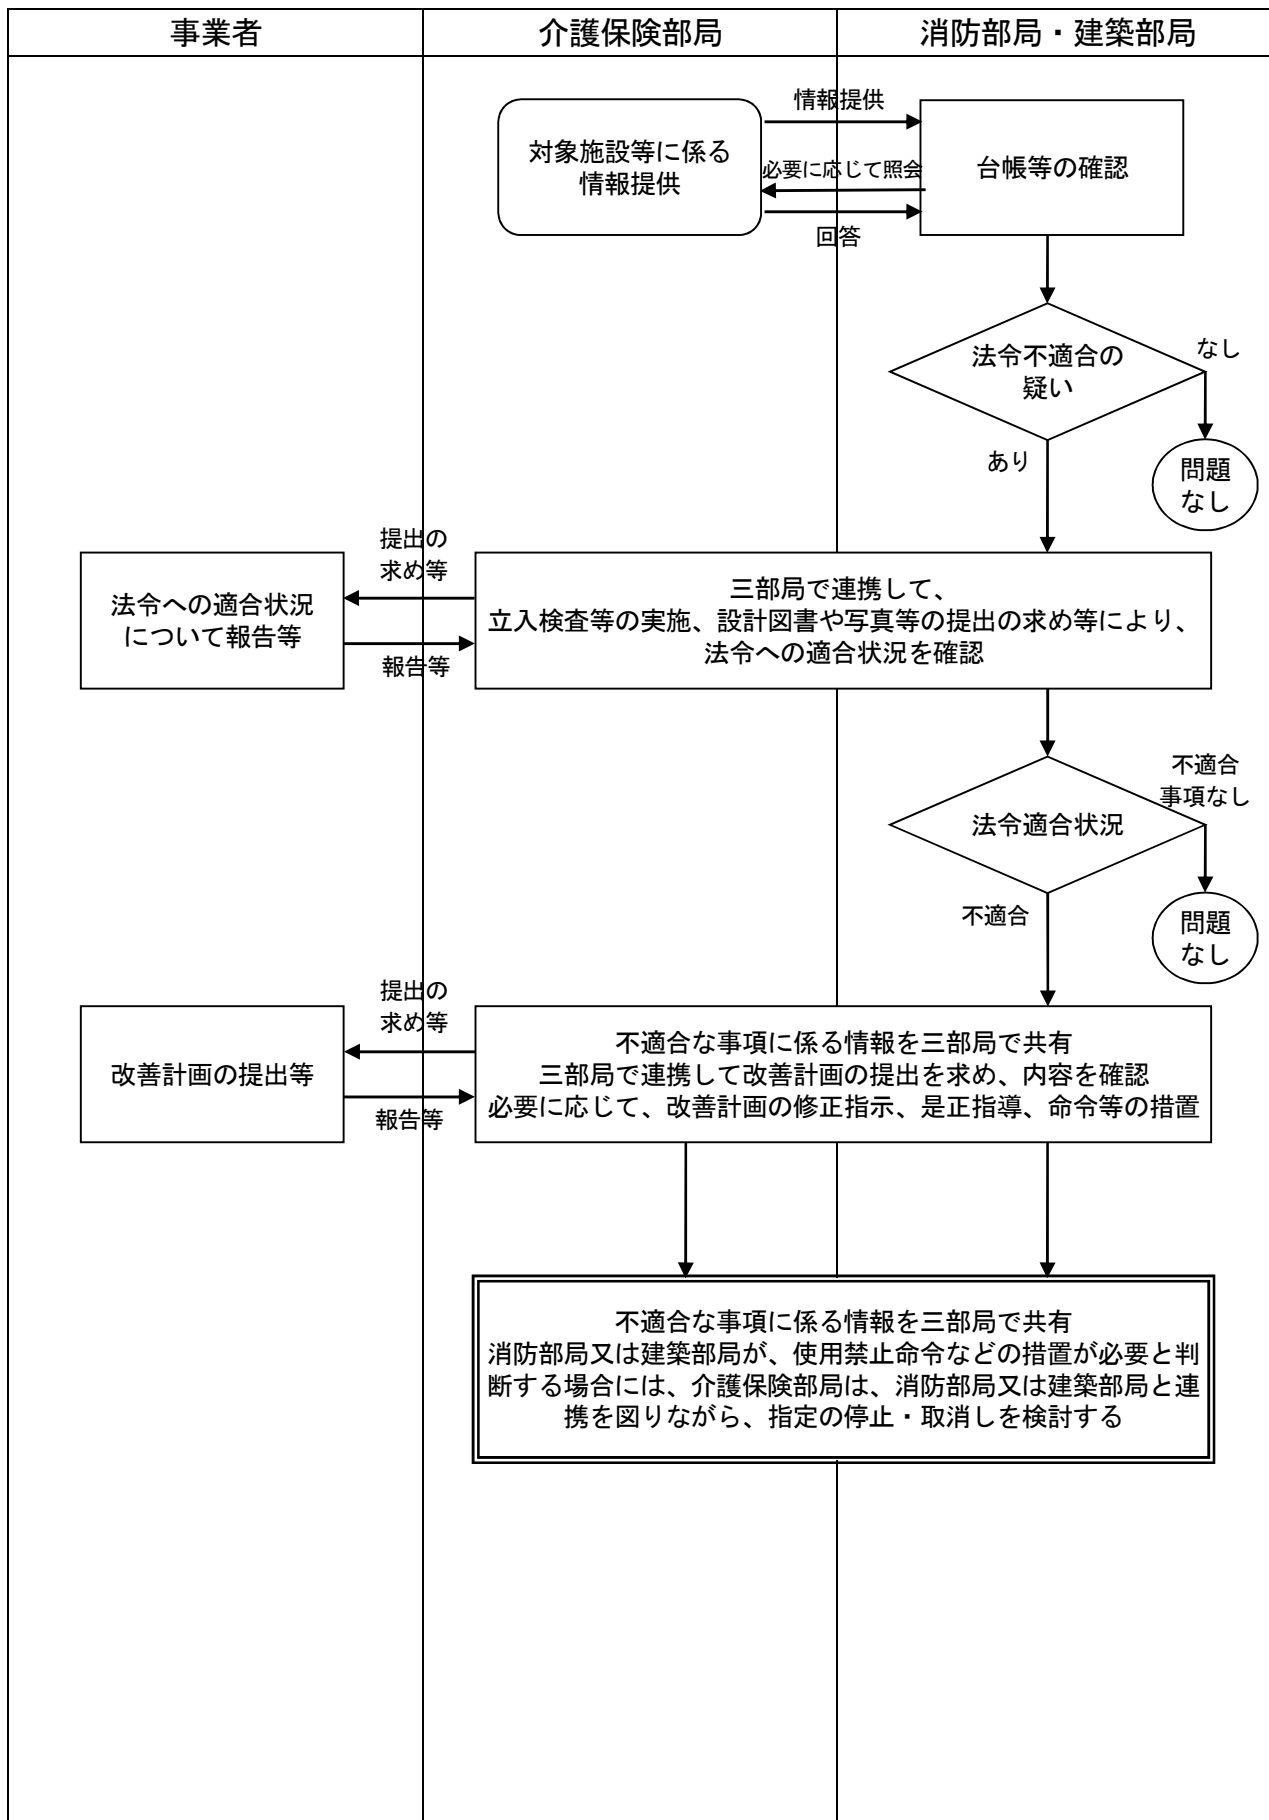 事業者
介護保険部局
消防部局・建築部局
対象施設等に係る
情報提供
情報提供
必要に応じて照会
回答
台帳等の確認
法令不適合の
疑い
なし
あり
問題
なし
提出の
求め等
法令への適合状況
について報告等
報告等
三部局で連携して、
立入検査等の実施、設計図書や写真等の提出の求め等により、
法令への適合状況を確認
不適合
事項なし
法令適合状況
不適合
問題
なし
提出の
求め等
改善計画の提出等
報告等
不適合な事項に係る情報を三部局で共有
三部局で連携して改善計画の提出を求め、内容を確認
必要に応じて、改善計画の修正指示、是正指導、命令等の措置
不適合な事項に係る情報を三部局で共有
消防部局又は建築部局が、使用禁止命令などの措置が必要と判
断する場合には、介護保険部局は、消防部局又は建築部局と連
携を図りながら、指定の停止・取消しを検討する